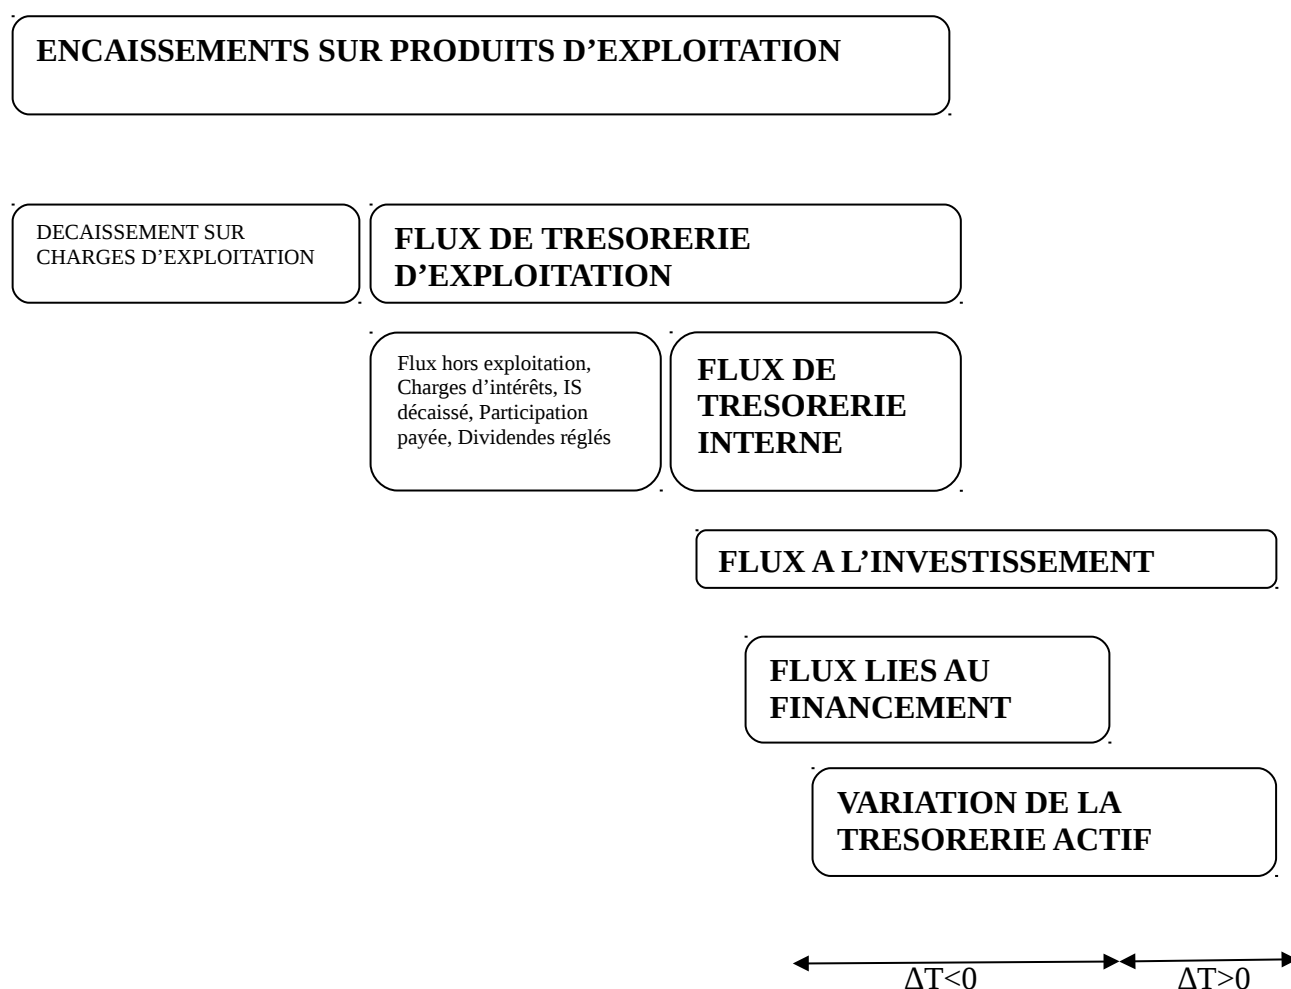 ENCAISSEMENTS SUR PRODUITS D’EXPLOITATION
DECAISSEMENT SUR
CHARGES D’EXPLOITATION
FLUX DE TRESORERIE
D’EXPLOITATION
Flux hors exploitation,
Charges d’intérêts, IS
décaissé, Participation
payée, Dividendes réglés
FLUX DE
TRESORERIE
INTERNE
FLUX A L’INVESTISSEMENT
FLUX LIES AU
FINANCEMENT
VARIATION DE LA
TRESORERIE ACTIF
ΔT<0
ΔT>0